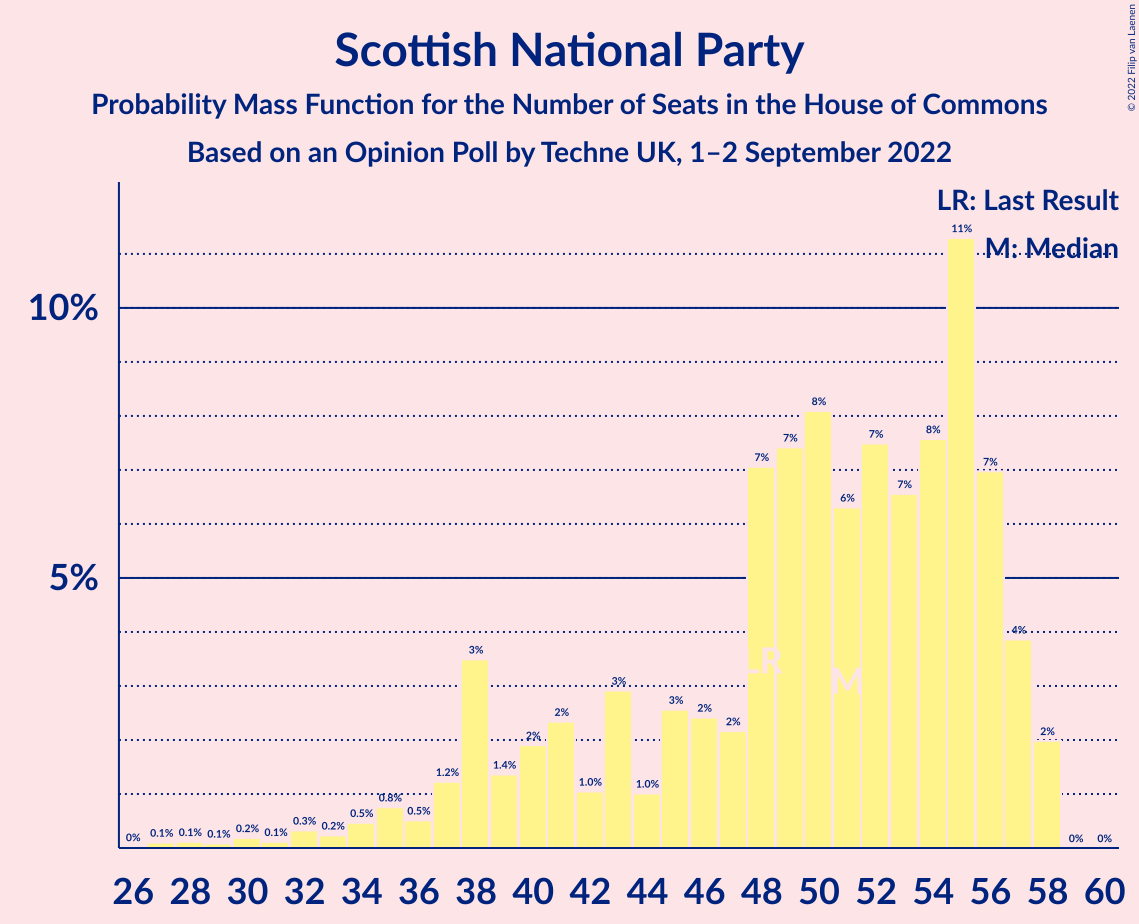 Scottish National Party
Probability Mass Function for the Number of Seats in the House of Commons
Based on an Opinion Poll by Techne UK, 1–2 September 2022
© 2022 Filip van Laenen
LR: Last Result
M: Median
10%
5%
0% 0.1% 0.1% 0.1% 0.2% 0.1% 0.3% 0.2% 0.5% 0.8% 0.5% 1.2% 3% 1.4% 2% 2% 1.0% 3% 1.0% 3% 2% 2% 7% 7% 8% 6% 7% 7% 8% 11% 7% 4% 2% 0% 0%
LR M
26 28 30 32 34 36 38 40 42 44 46 48 50 52 54 56 58 60